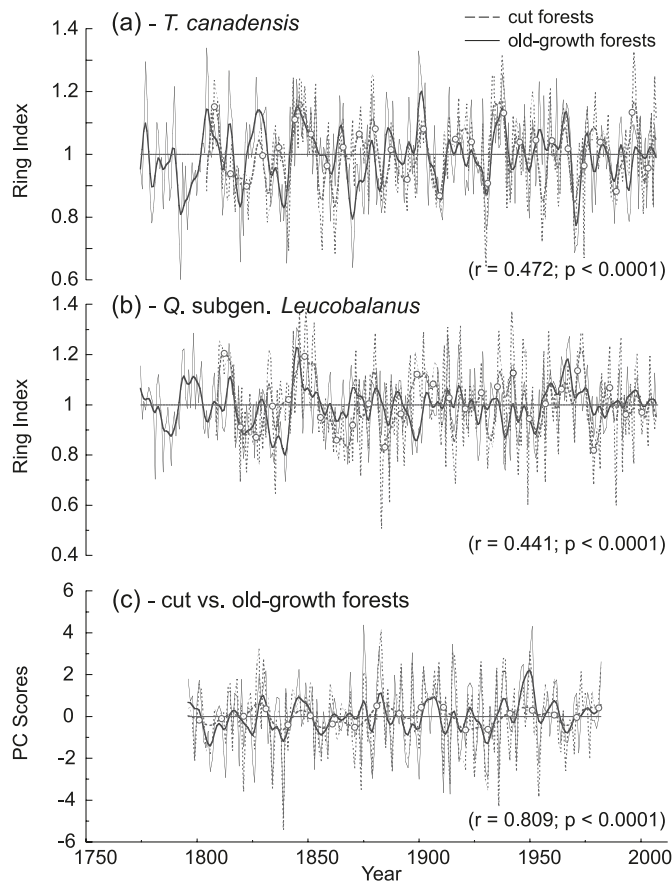 (a) - T. canadensis
cut forests
old-growth forests
1.4
1.2
1
0.8
0.6
Ring Index
(r = 0.472; p < 0.0001)
(b) - Q. subgen. Leucobalanus
1.4
1.2
1
0.8
0.6
0.4
Ring Index
(r = 0.441; p < 0.0001)
(c) - cut vs. old-growth forests
6
4
2
0
-2
-4
-6
PC Scores
(r = 0.809; p < 0.0001)
1750 1800 1850 1900 1950 2000
Year